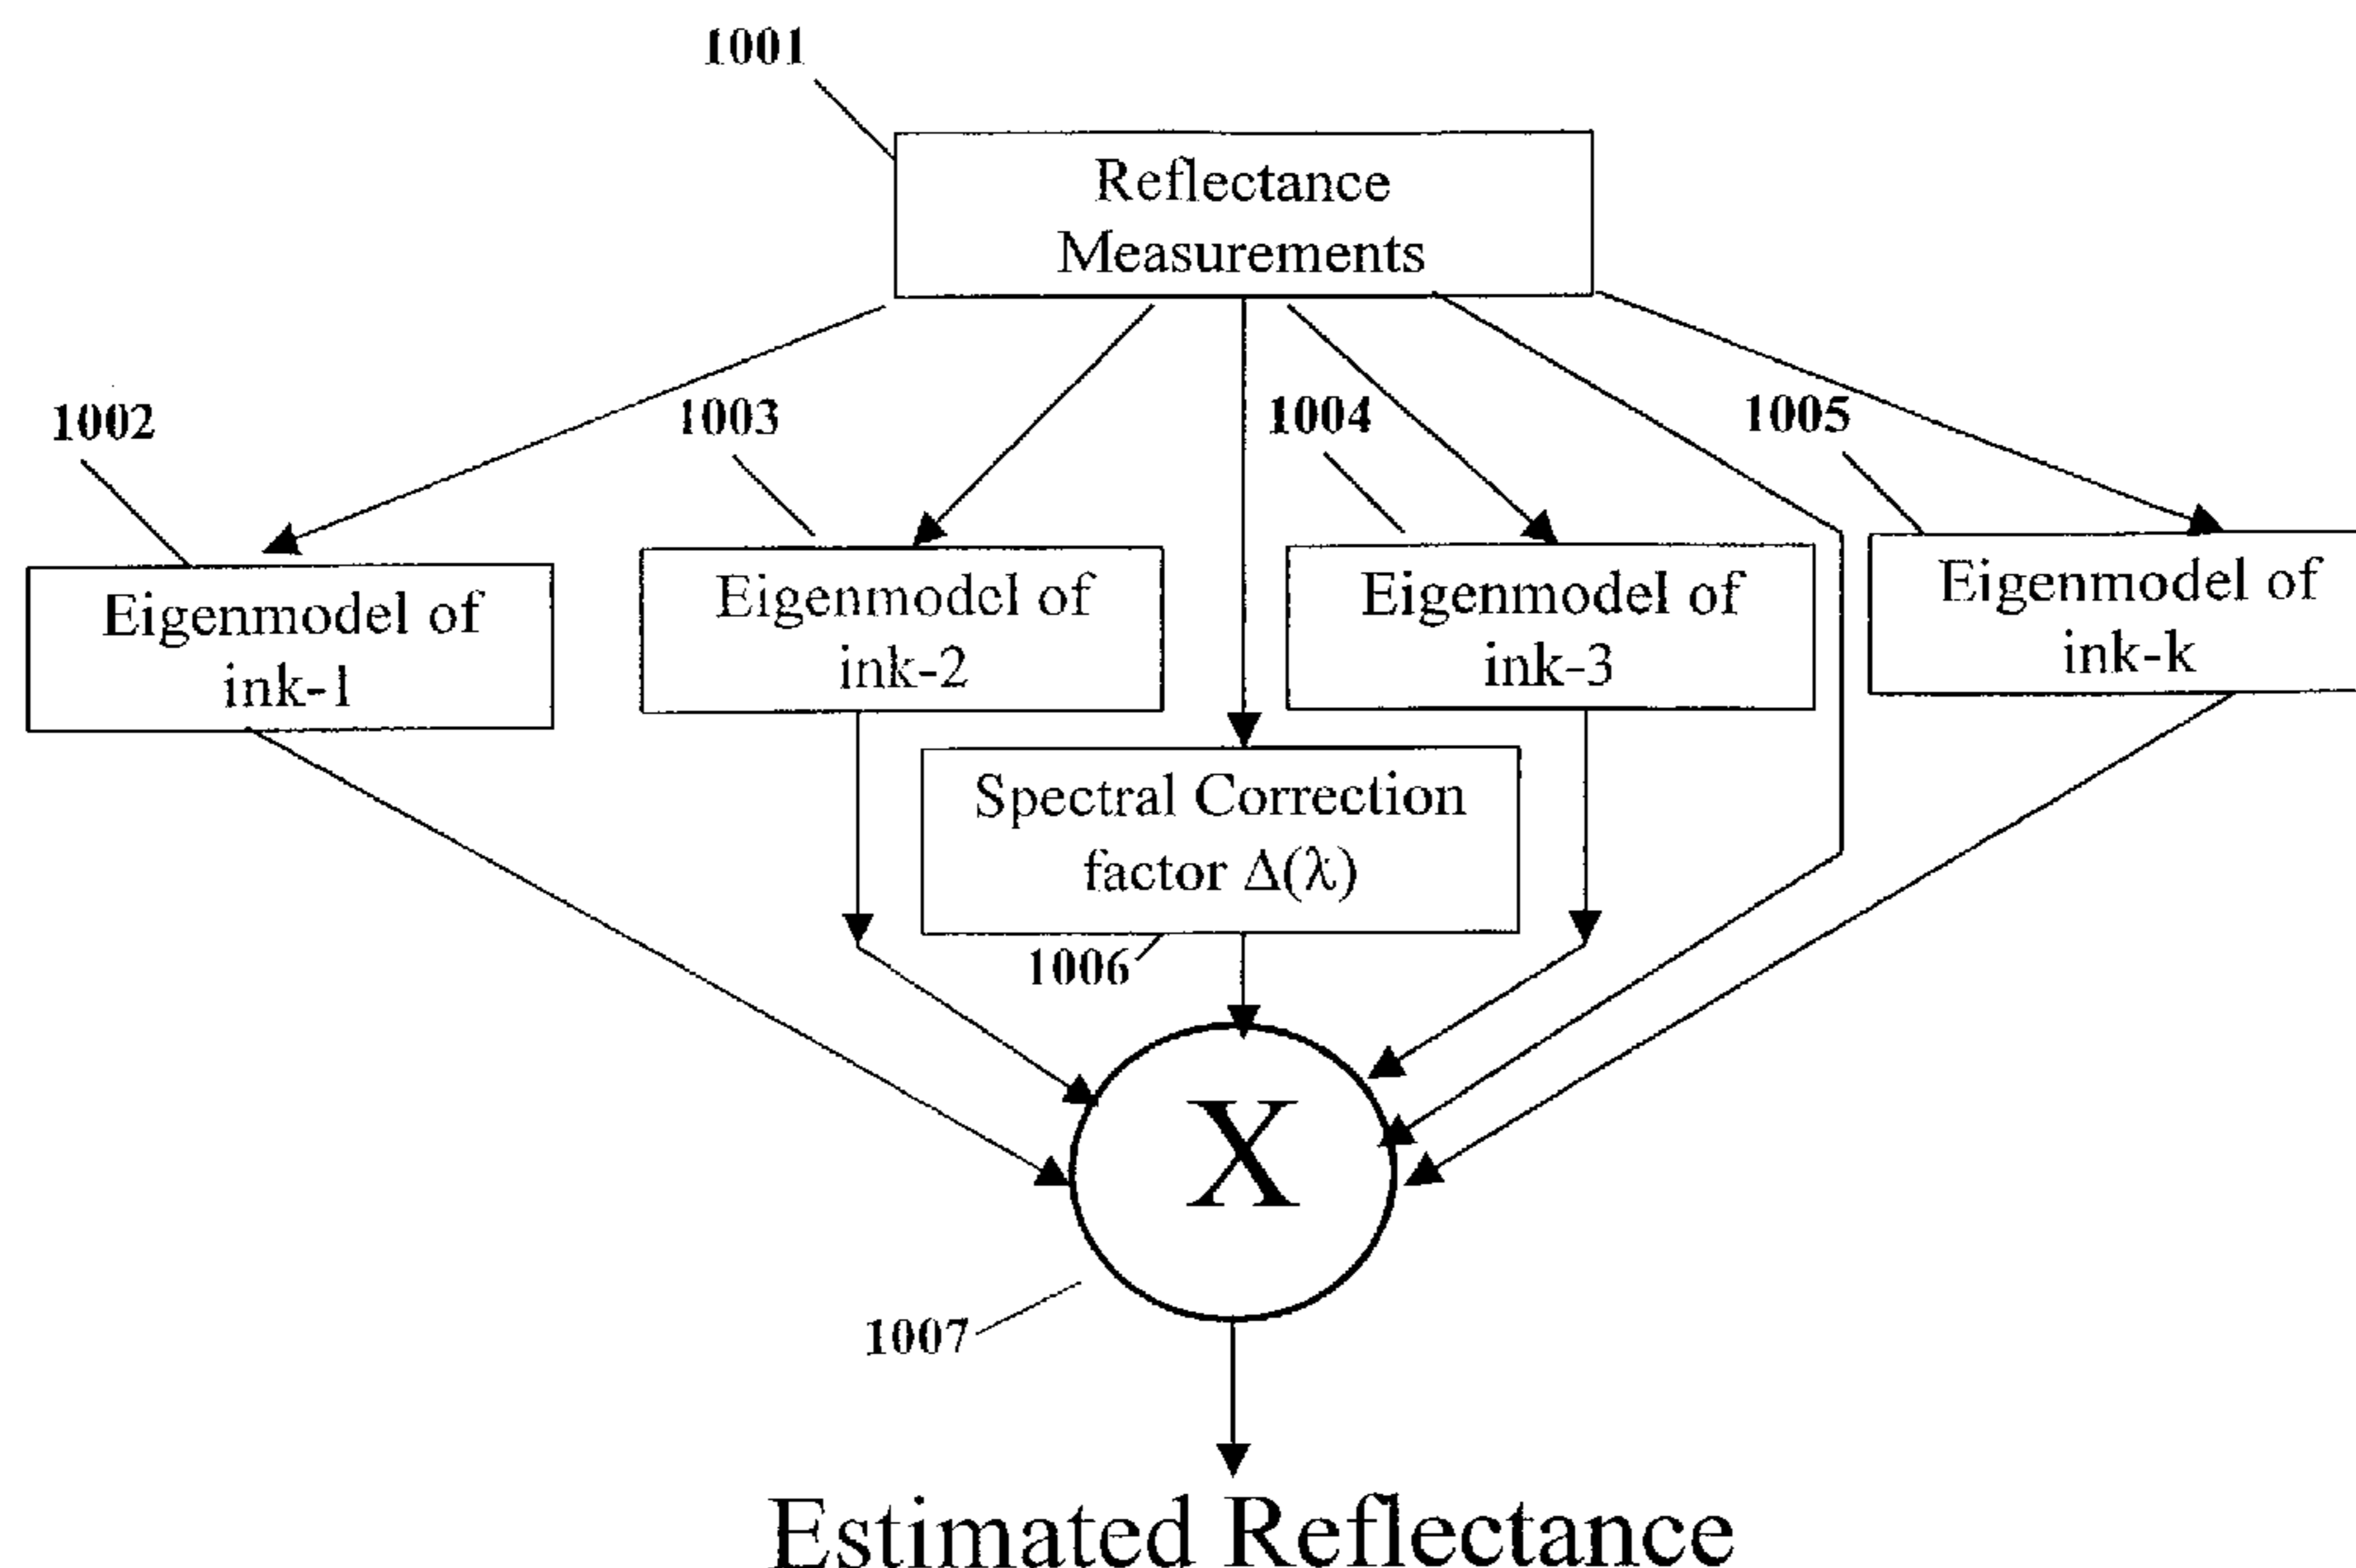 1001
Reflectance
Measurements
1002
1003
1004
1005
Eigenmodel of
ink-1
Eigenmodel of
ink-2
Eigenmodel of
ink-3
Eigenmodel of
ink-k
Spectral Correction
factor Δ(λ)
1006
X
1007
Estimated Reflectance